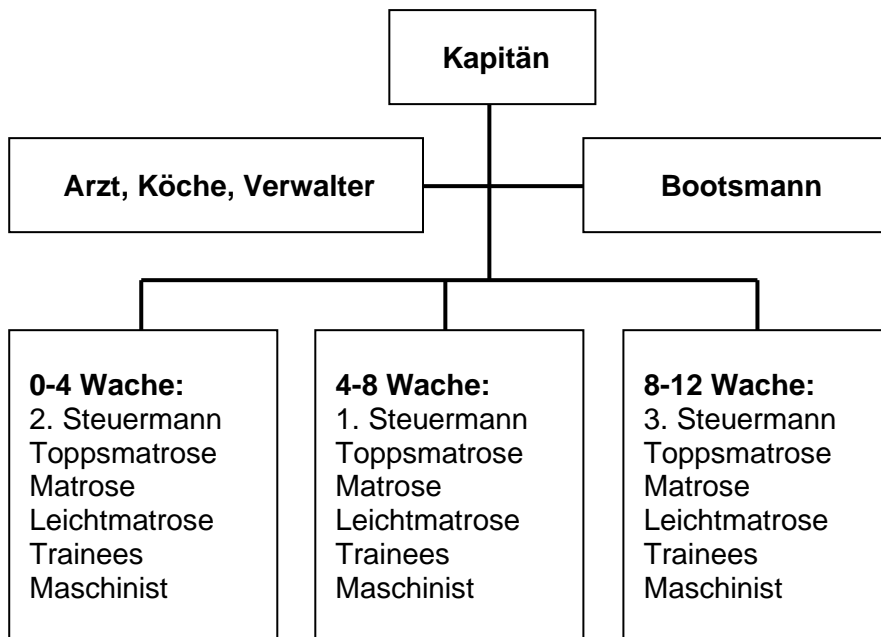 Kapitän
Arzt, Köche, Verwalter
Bootsmann
0-4 Wache:
2. Steuermann
Toppsmatrose
Matrose
Leichtmatrose
Trainees
Maschinist
4-8 Wache:
1. Steuermann
Toppsmatrose
Matrose
Leichtmatrose
Trainees
Maschinist
8-12 Wache:
3. Steuermann
Toppsmatrose
Matrose
Leichtmatrose
Trainees
Maschinist